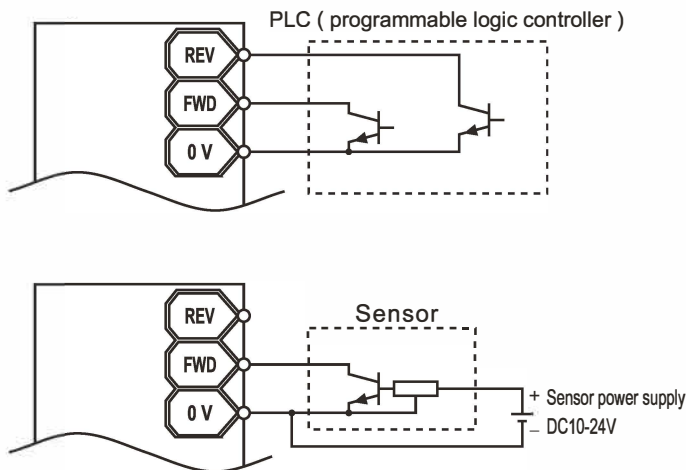 PLC ( programmable logic controller )
REV
FWD
0 V
Sensor
REV
FWD
0 V
+ Sensor power supply
– DC10-24V